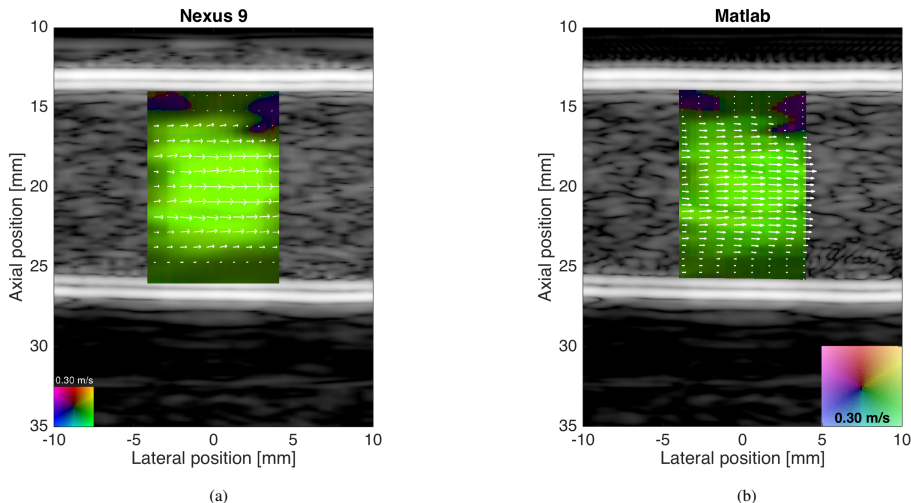 Nexus 9
10
15
20
25
30
35
Axial position [mm]
0.30 m/s
-10
-5
0
5
10
Lateral position [mm]
(a)
Matlab
10
15
20
25
30
35
Axial position [mm]
0.30 m/s
-10
-5
0
5
10
Lateral position [mm]
(b)